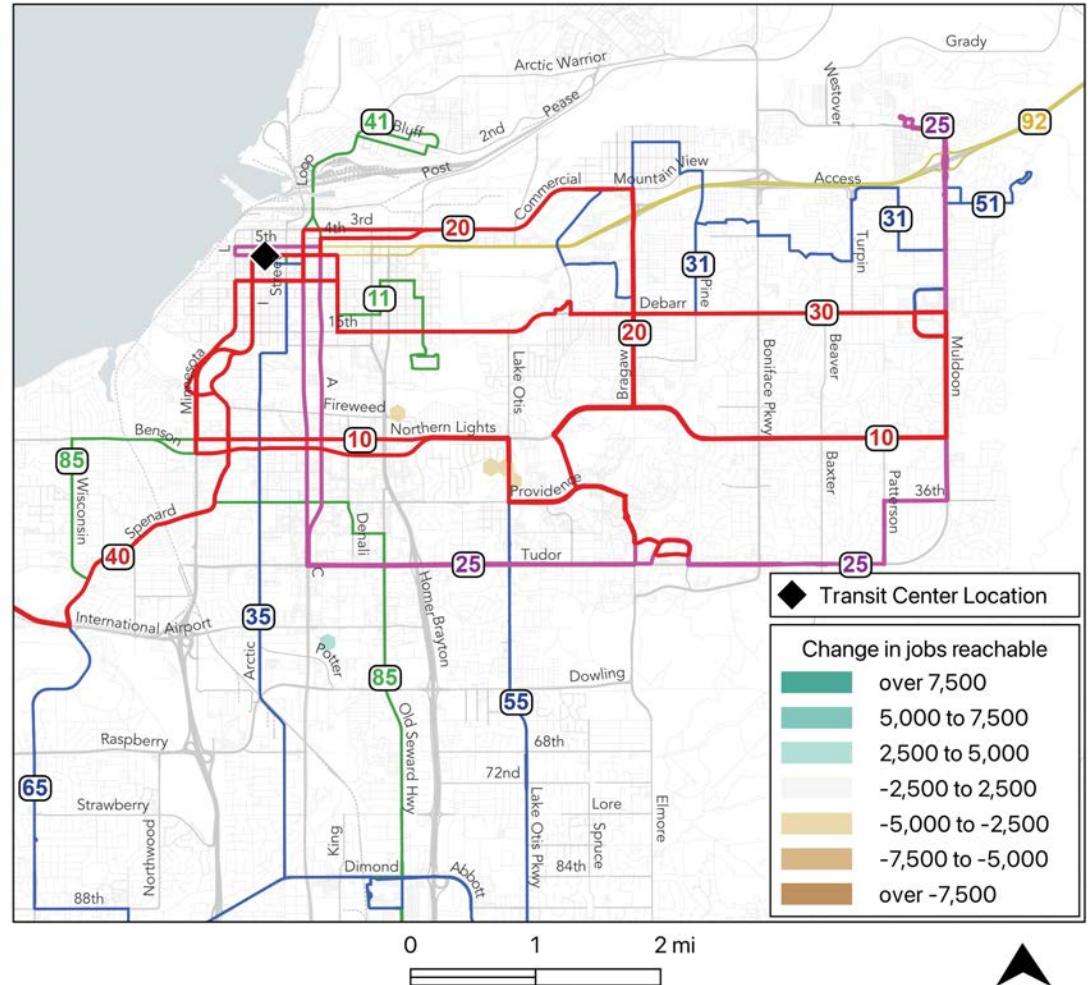 Grady
Arctic Warrior
Westover
Pease
2nd
41
Bluff
25
92
Post
Loop
Mountain View
Access
Commercial
51
31
3rd
4th
20
5th
L
Street
I
Turpin
31
Pine
11
Debarr
30
15th
20
Minnesota
A
Lake Otis
Bragaw
Boniface Pkwy
Beaver
Muldoon
Fireweed
Northern Lights
Benson
10
10
85
Wisconsin
Baxter
Patterson
Providence
36th
Spenard
Denali
40
Tudor
25
25
C
Homer
Brayton
Transit Center Location
International Airport
35
Arctic
Potter
Change in jobs reachable
over 7,500
5,000 to 7,500
2,500 to 5,000
-2,500 to 2,500
-5,000 to -2,500
-7,500 to -5,000
over -7,500
85
Dowling
55
Old Seward Hwy
Raspberry
68th
72nd
65
Strawberry
Northwood
King
Lake Otis Pkwy
Lore
Spruce
Elmore
Dimond
Abbott
84th
88th
0 1 2 mi